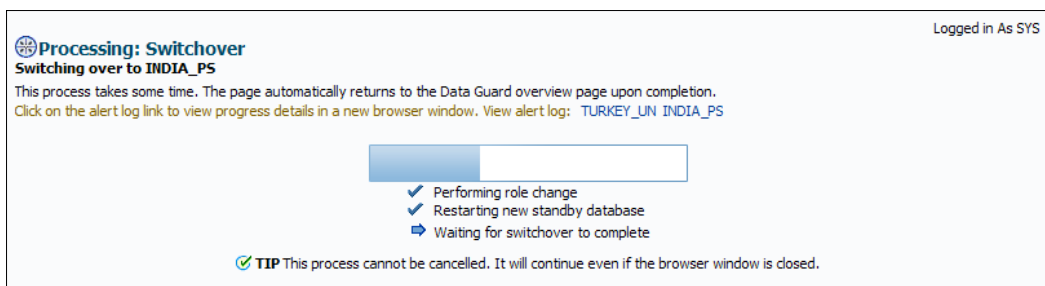 Logged in As SYS
Processing: Switchover
Switching over to INDIA_PS
This process takes some time. The page automatically returns to the Data Guard overview page upon completion.
Click on the alert log link to view progress details in a new browser window. View alert log: TURKEY_UN INDIA_PS
Performing role change
Restarting new standby database
Waiting for switchover to complete
TIP This process cannot be cancelled. It will continue even if the browser window is closed.